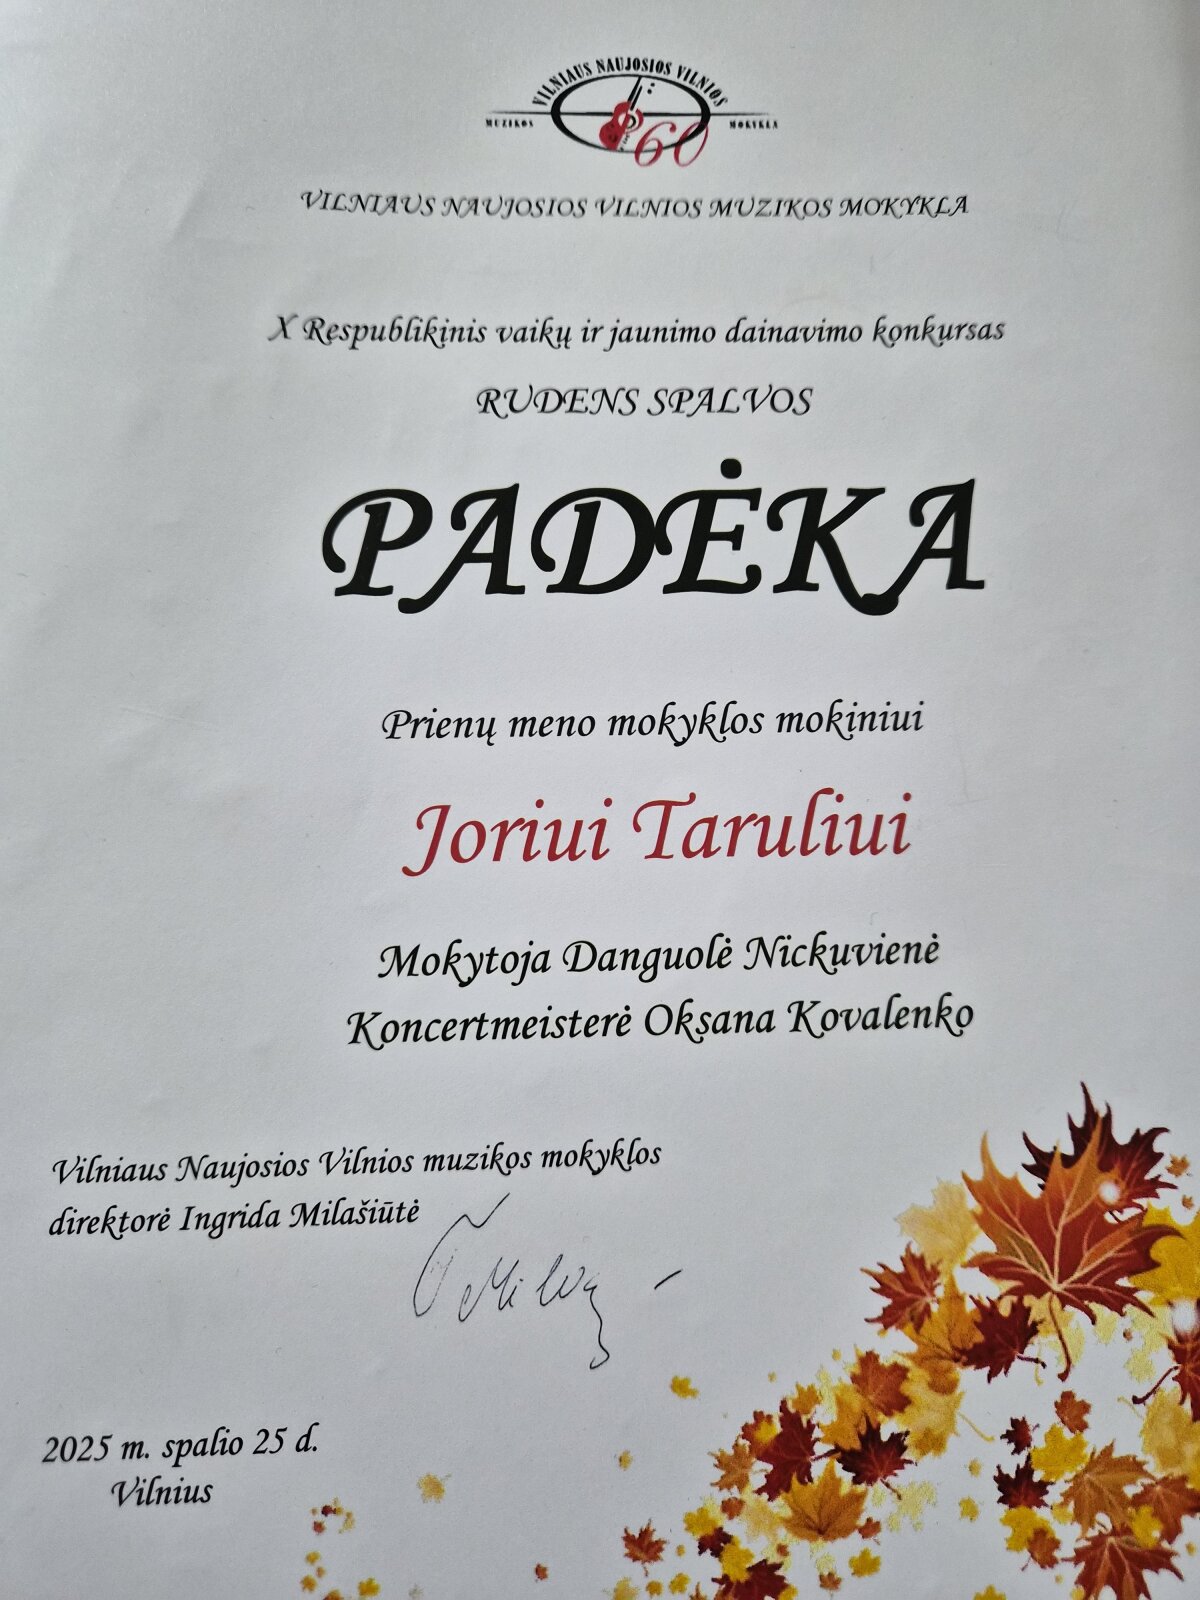 VILNIAUS NAUJOSIOS VILNIOS
MUZIKOS MOKYKLA
60
VILNIAUS NAUJOSIOS VILNIOS MUZIKOS MOKYKLA
X Respublikinis vaikų ir jaunimo dainavimo konkursas
RUDENS SPALVOS
PADĖKA
Prienų meno mokyklos mokiniui
Joriui Taruliui
Mokytoja Danguolė Nickuvienė
Koncertmeisterė Oksana Kovalenko
Vilniaus Naujosios Vilnios muzikos mokyklos
direktorė Ingrida Milašiūtė
2025 m. spalio 25 d.
Vilnius